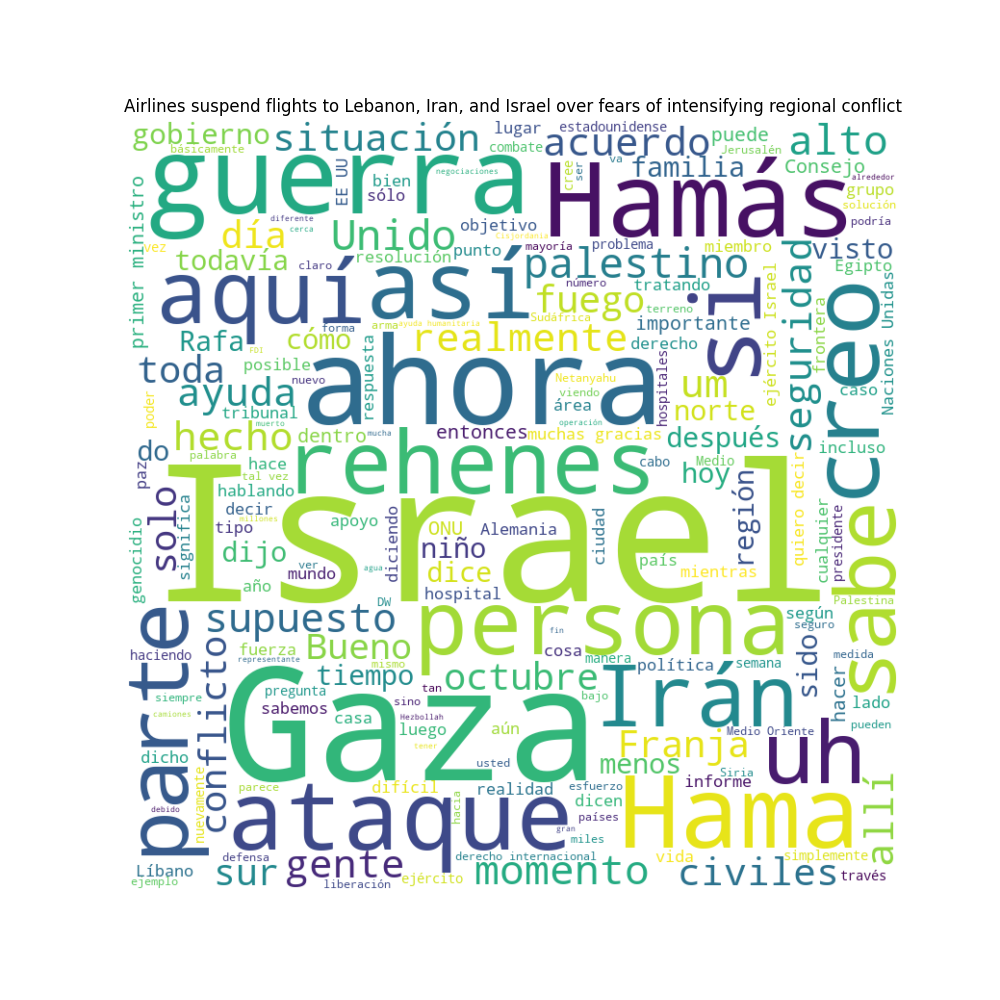 Airlines suspend flights to Lebanon, Iran, and Israel over fears of intensifying regional conflict
gobierno
situación
lugar
estadounidense
combate
acuerdo
puede
Jerusalén
alto
básicamente
guerra
EE UU
negociaciones
bien
sólo
va
cree
ser
familia
Consejo
alrededor
grupo
solución
podría
Hamás
primer ministro
día
diferente
cerca
Unido
objetivo
Cisjordania
mayoría
problema
miembro
visto
vez
todavía
claro
resolución
punto
palestino
número
tratando
seguridad
Egipto
aquí
así
fuego
terreno
si
ejército Israel
frontera
Naciones Unidas
creo
Rafa
cómo
forma
arma
ayuda humanitaria
Sudáfrica
importante
realmente
derecho
FDI
toda
posible
respuesta
ahora
Netanyahu
viendo
hospitales
caso
poder
ayuda
nuevo
área
um
norte
tribunal
muerto
operación
hecho
dentro
mucha
entonces
muchas gracias
después
incluso
do
palabra
paz
hace
tal vez
rehenes
cabo
Medio
hoy
región
quiero decir
solo
significa
hablando
decir
millones
Israel
cualquier
presidente
sabe
genocidio
tipo
apoyo
diciendo
ONU
Alemania
ciudad
dijo
ver
agua
niño
país
mundo
dice
mientras
año
hospital
DW
Palestina
parte
supuesto
persona
según
seguro
haciendo
conflicto
Bueno
fuerza
representante
mismo
fin
cosa
manera
política
semana
sido
hacer
medida
tiempo
octubre
siempre
pregunta
tan
bajo
Irán
lado
camiones
sabemos
sino
Hezbollah
casa
luego
aún
Medio Oriente
pueden
Gaza
tener
Franja
uh
dicho
usted
menos
Siria
informe
allí
nuevamente
parece
difícil
hacia
realidad
esfuerzo
dicen
debido
ataque
países
Hama
gran
miles
Líbano
defensa
gente
derecho internacional
vida
simplemente
ejemplo
sur
liberación
ejército
momento
civiles
través